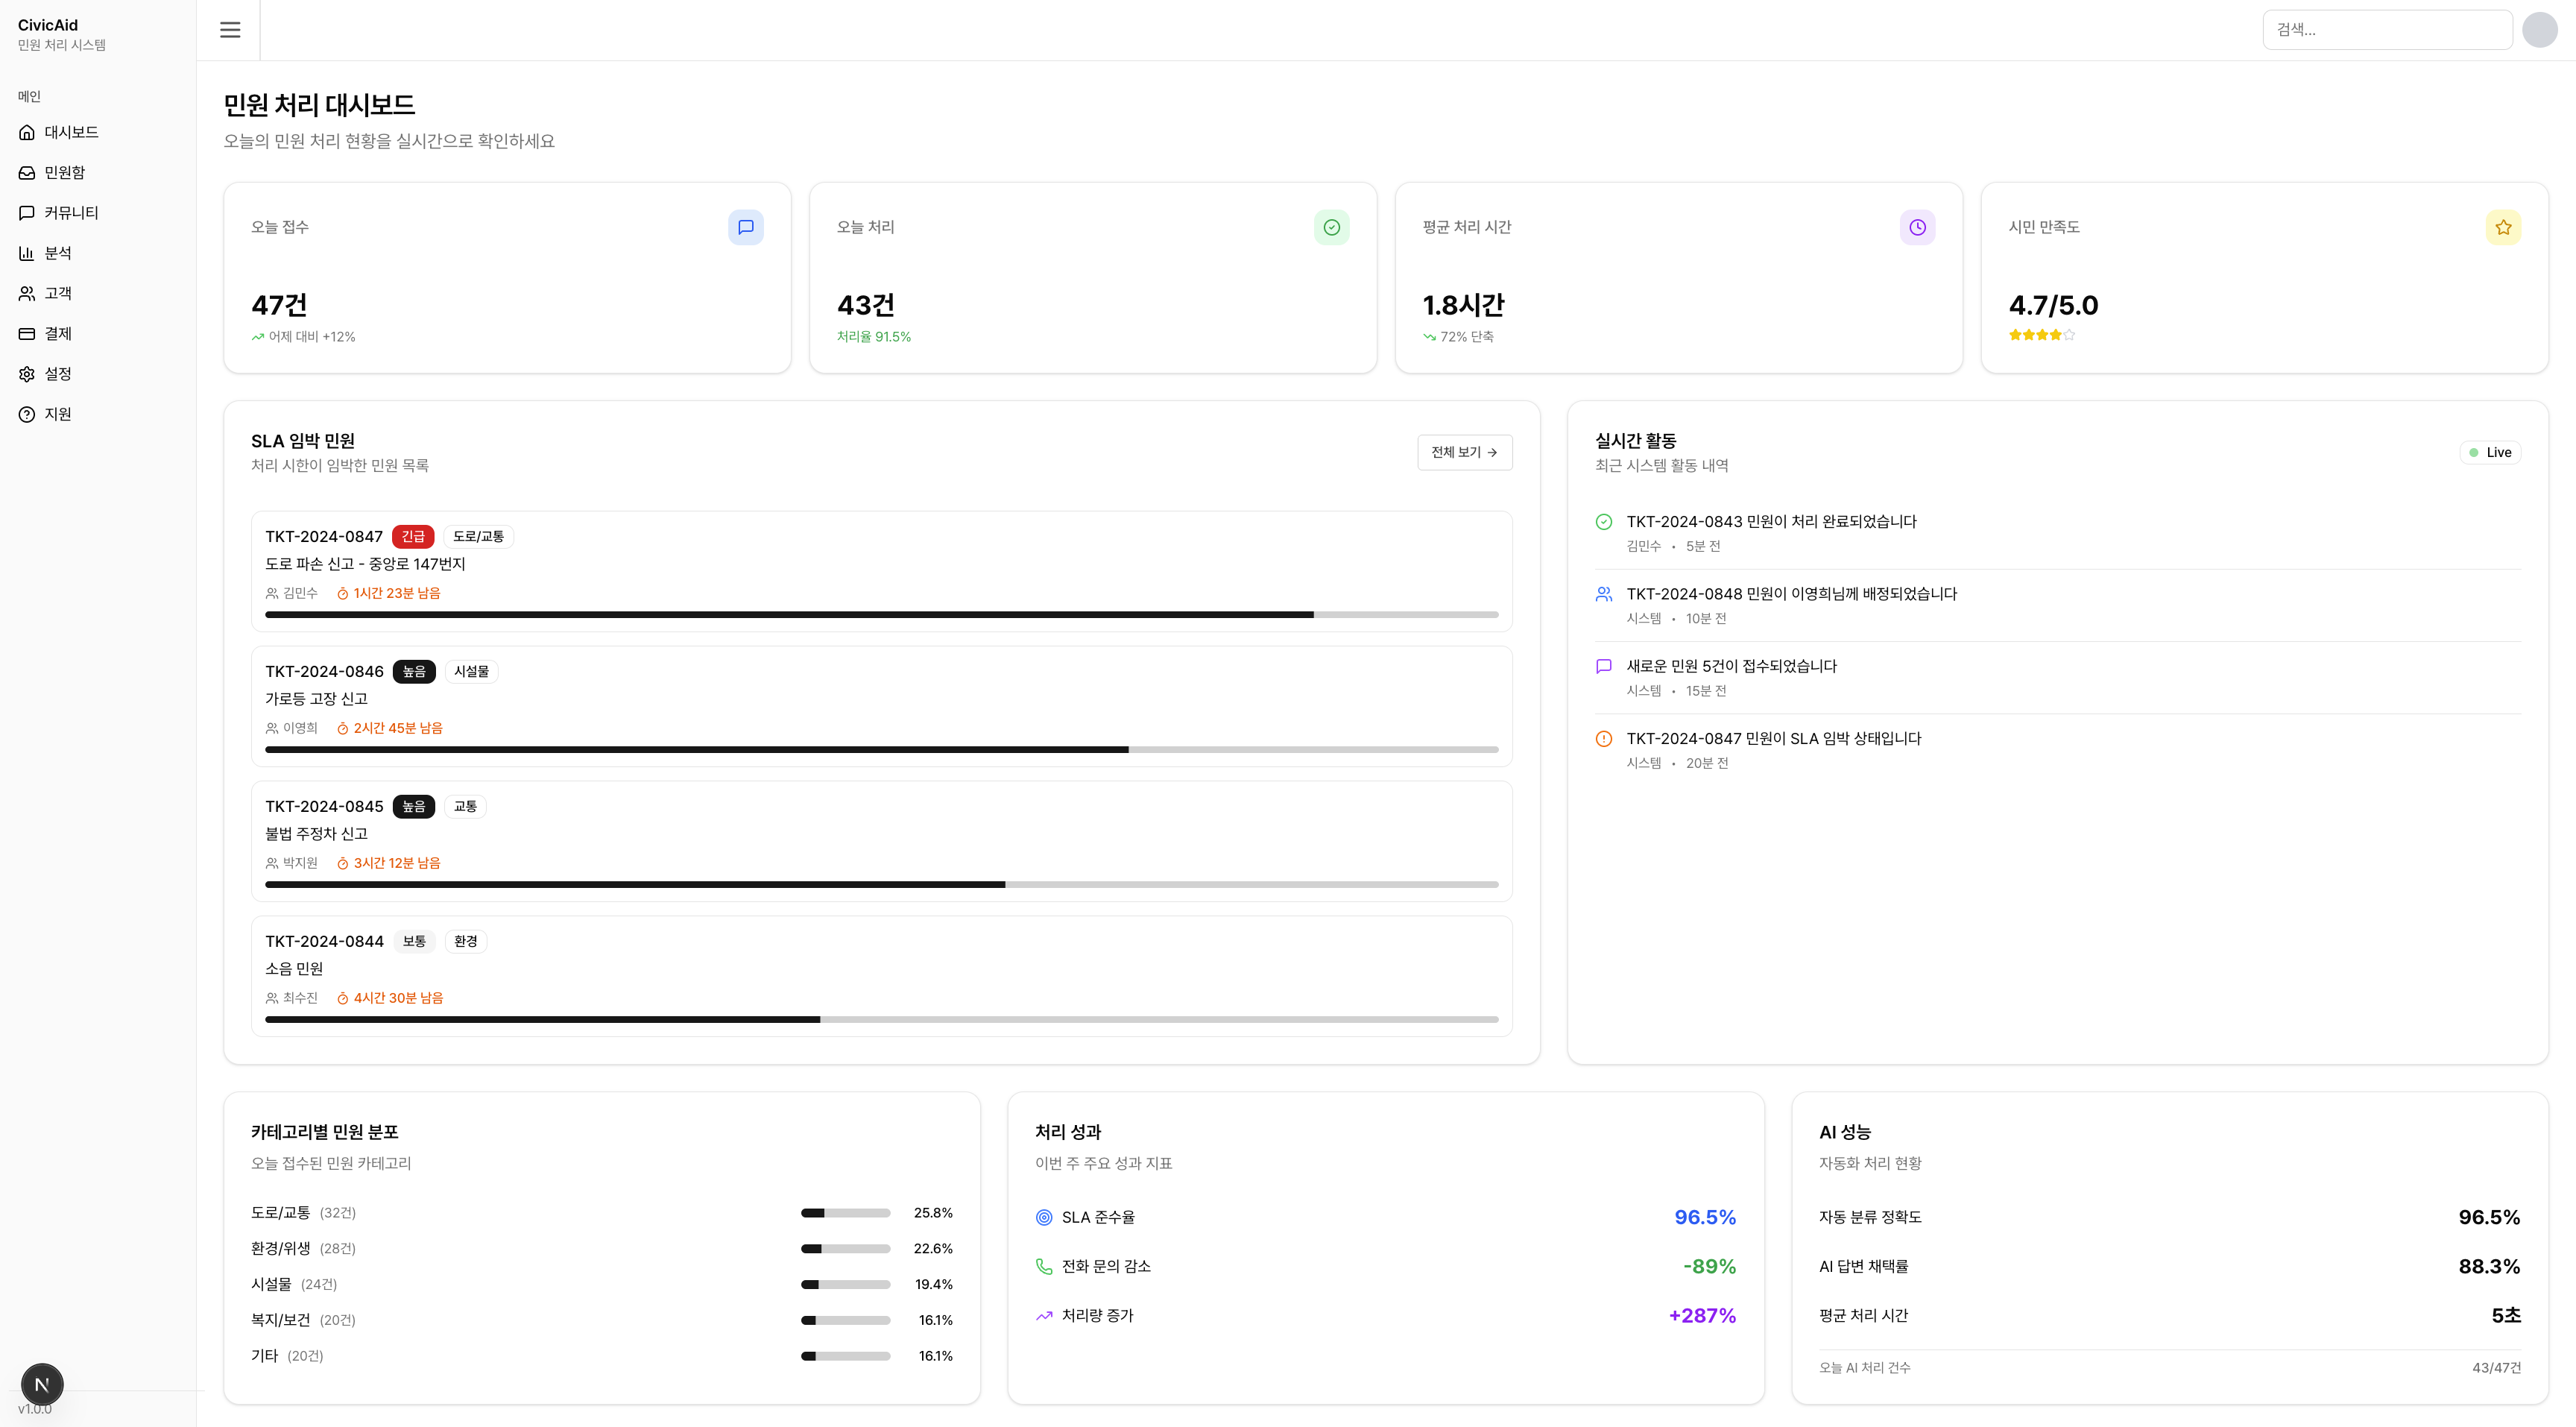 CivicAid
민원 처리 시스템
메인
대시보드
민원함
커뮤니티
분석
고객
결제
설정
지원
N
v1.0.0
검색...
민원 처리 대시보드
오늘의 민원 처리 현황을 실시간으로 확인하세요
오늘 접수
47건
어제 대비 +12%
오늘 처리
43건
처리율 91.5%
평균 처리 시간
1.8시간
72% 단축
시민 만족도
4.7/5.0
SLA 임박 민원
처리 시한이 임박한 민원 목록
전체 보기 →
TKT-2024-0847 긴급 도로/교통
도로 파손 신고 - 중앙로 147번지
김민수 1시간 23분 남음
TKT-2024-0846 높음 시설물
가로등 고장 신고
이영희 2시간 45분 남음
TKT-2024-0845 높음 교통
불법 주정차 신고
박지원 3시간 12분 남음
TKT-2024-0844 보통 환경
소음 민원
최수진 4시간 30분 남음
실시간 활동
최근 시스템 활동 내역
Live
TKT-2024-0843 민원이 처리 완료되었습니다
김민수 • 5분 전
TKT-2024-0848 민원이 이영희님께 배정되었습니다
시스템 • 10분 전
새로운 민원 5건이 접수되었습니다
시스템 • 15분 전
TKT-2024-0847 민원이 SLA 임박 상태입니다
시스템 • 20분 전
카테고리별 민원 분포
오늘 접수된 민원 카테고리
도로/교통 (32건) 25.8%
환경/위생 (28건) 22.6%
시설물 (24건) 19.4%
복지/보건 (20건) 16.1%
기타 (20건) 16.1%
처리 성과
이번 주 주요 성과 지표
SLA 준수율 96.5%
전화 문의 감소 -89%
처리량 증가 +287%
AI 성능
자동화 처리 현황
자동 분류 정확도 96.5%
AI 답변 채택률 88.3%
평균 처리 시간 5초
오늘 AI 처리 건수 43/47건